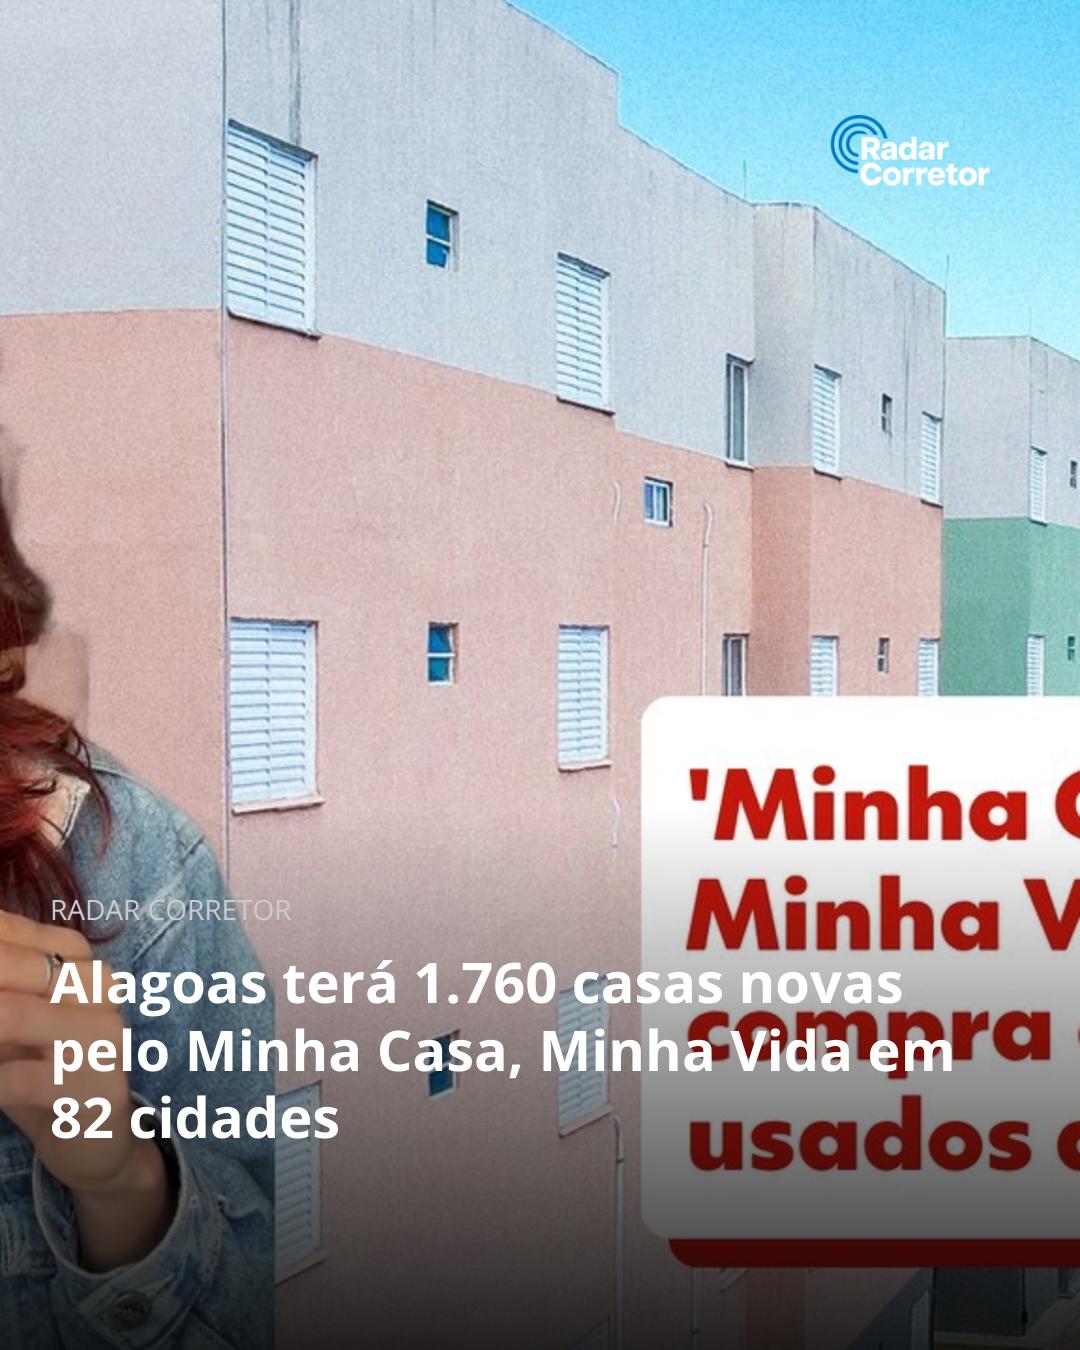 Radar
Corretor
'Minha
Minha
compra
usados
RADAR CORRETOR
Alagoas terá 1.760 casas novas
pelo Minha Casa, Minha Vida em
82 cidades